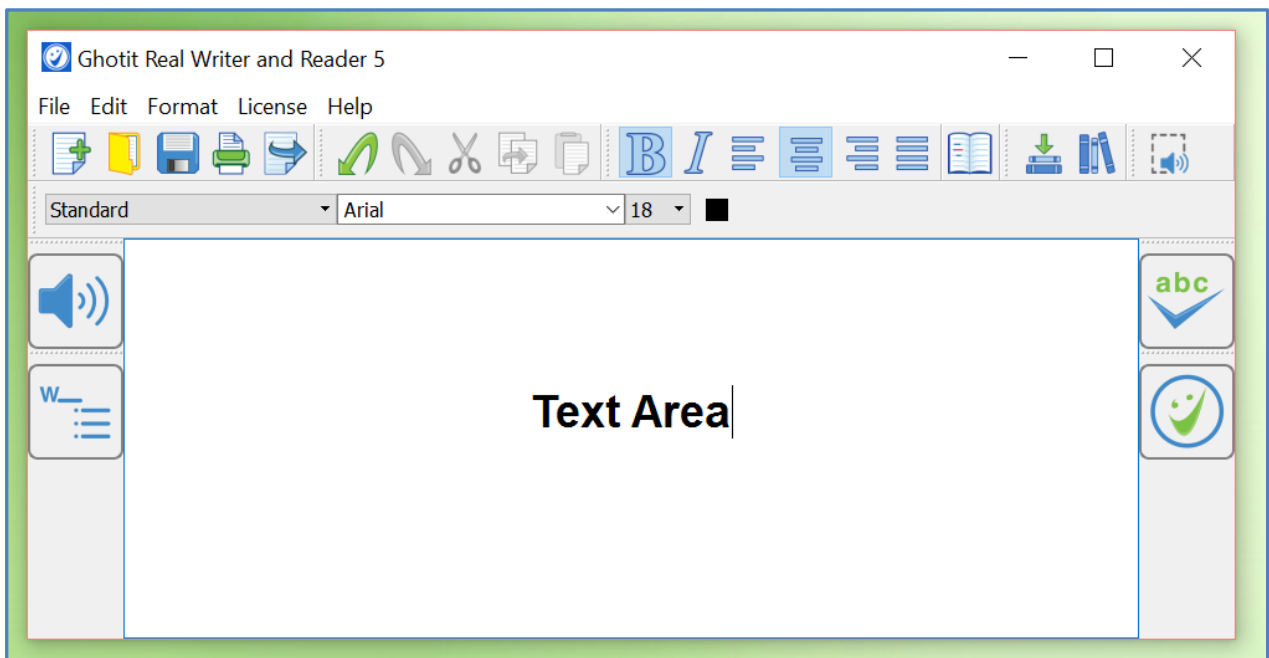 Ghotit Real Writer and Reader 5
File Edit Format License Help
B I
Standard Arial 18
abc
W
Text Area